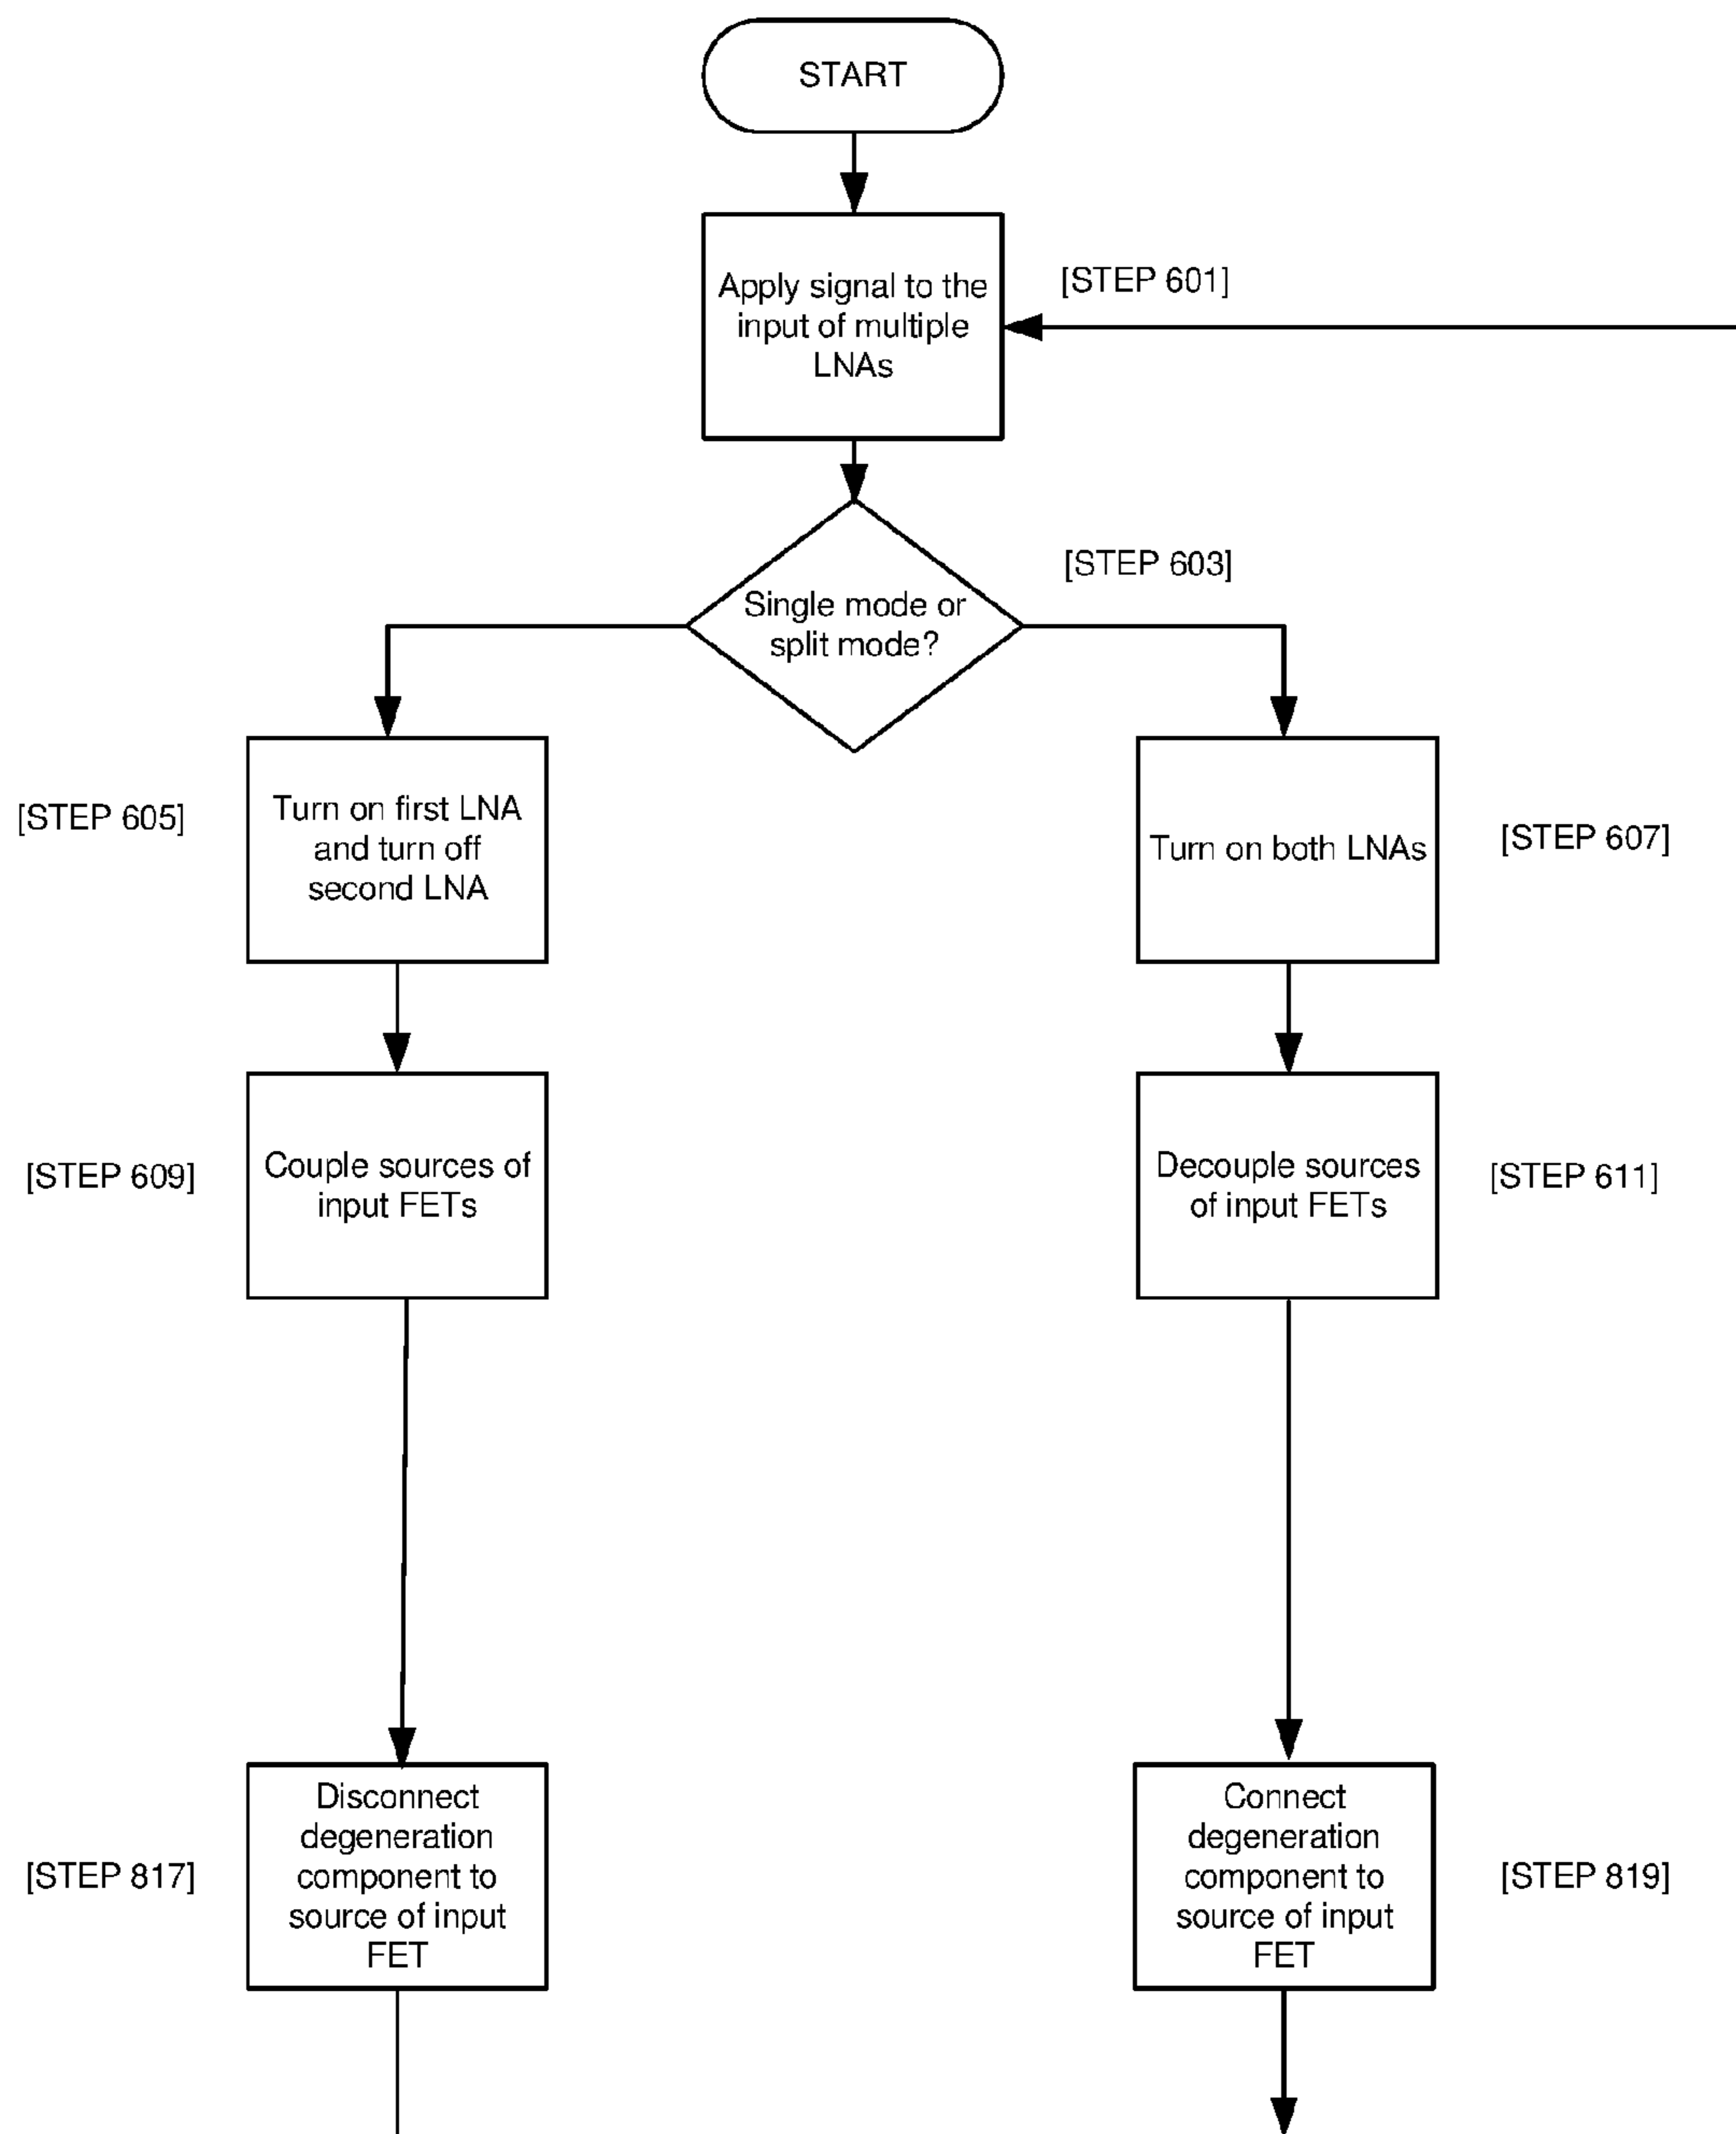 START
Apply signal to the
input of multiple
LNAs
[STEP 601]
Single mode or
split mode?
[STEP 603]
[STEP 605]
Turn on first LNA
and turn off
second LNA
Turn on both LNAs
[STEP 607]
[STEP 609]
Couple sources of
input FETs
Decouple sources
of input FETs
[STEP 611]
[STEP 817]
Disconnect
degeneration
component to
source of input
FET
Connect
degeneration
component to
source of input
FET
[STEP 819]